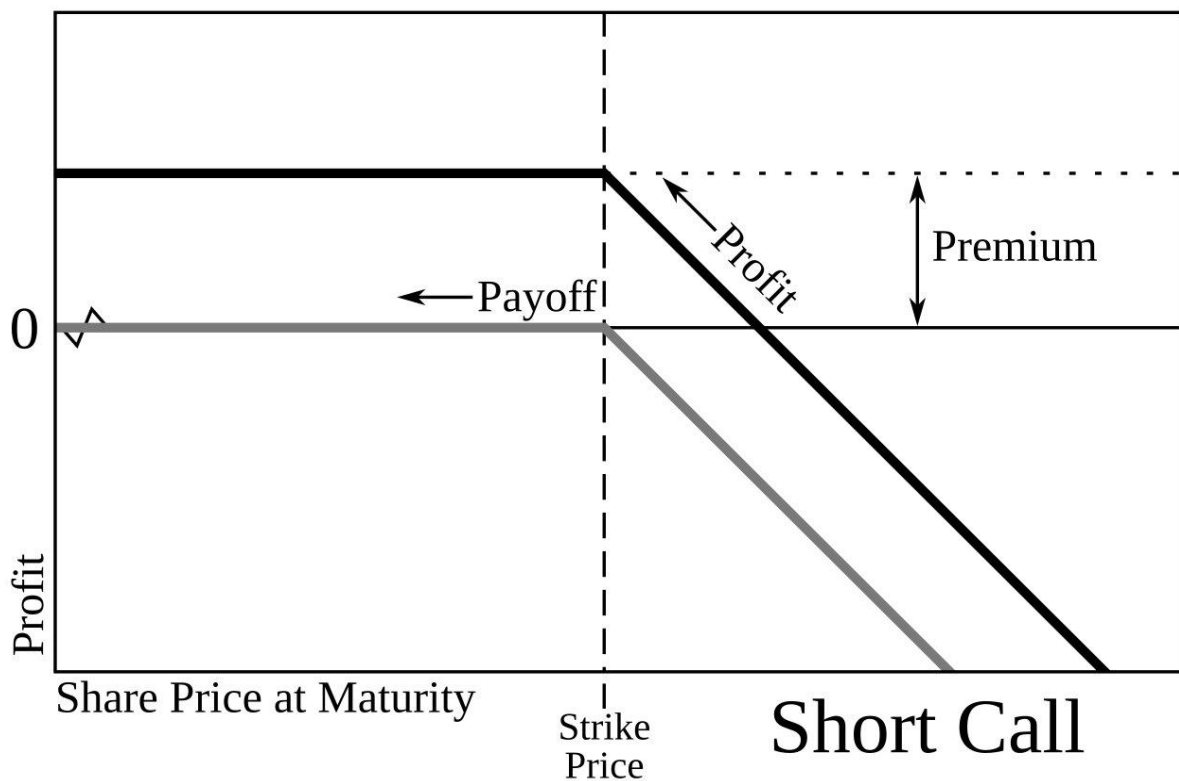 Profit
Premium
Payoff
0
Profit
Share Price at Maturity
Strike
Price
Short Call